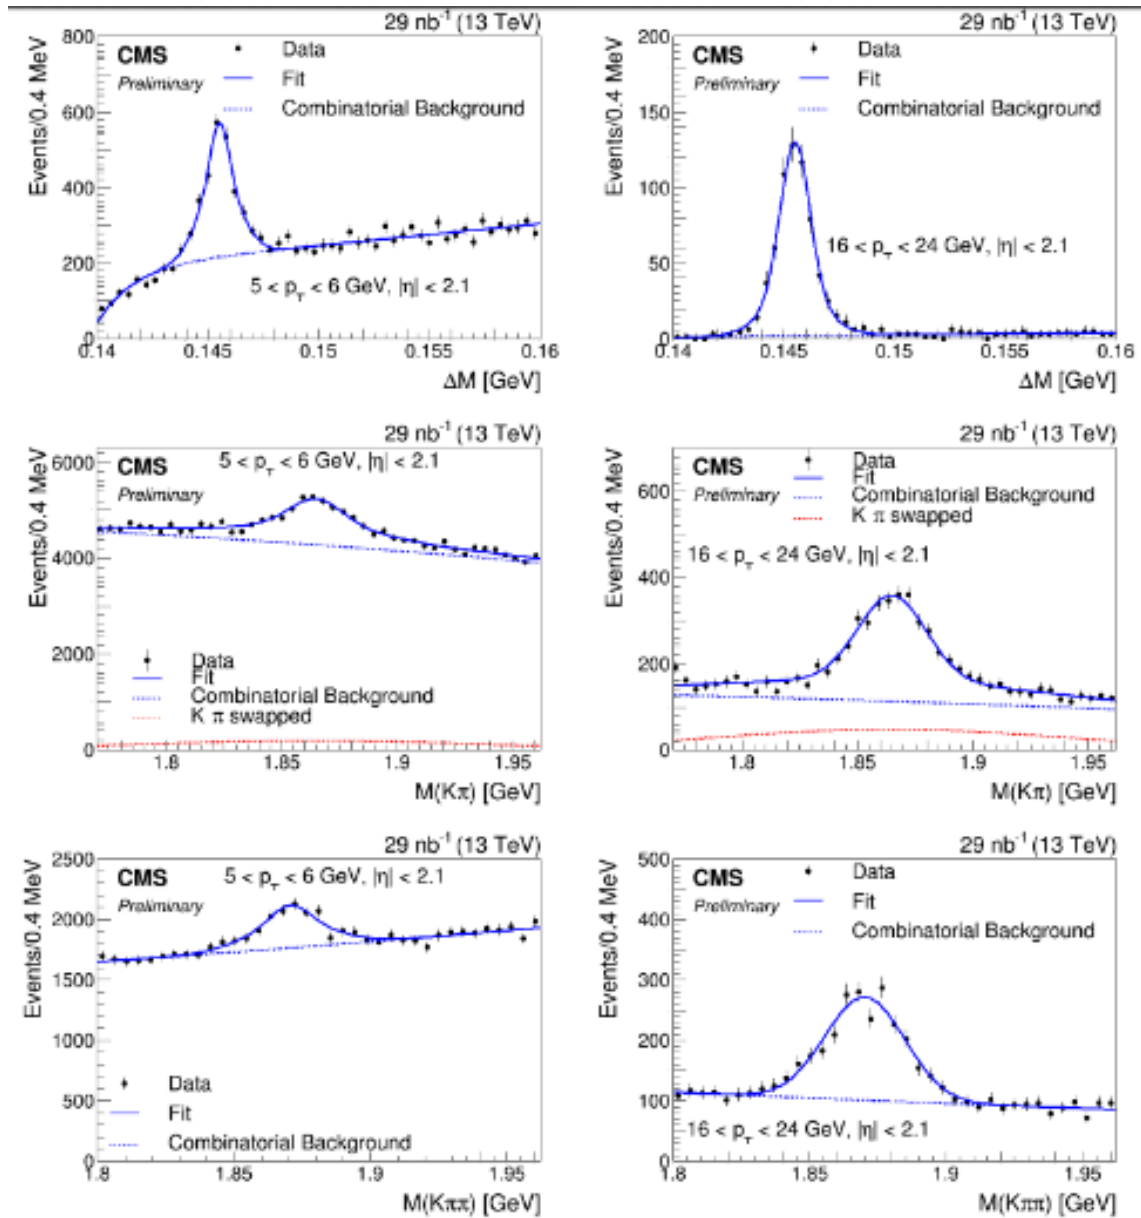 29 nb⁻¹ (13 TeV)
Events/0.4 MeV
800
600
400
200
0
CMS
Preliminary
Data
Fit
Combinatorial Background
5 < p_T < 6 GeV, |η| < 2.1
0.14 0.145 0.15 0.155 0.16
ΔM [GeV]
29 nb⁻¹ (13 TeV)
Events/0.4 MeV
200
150
100
50
0
CMS
Preliminary
Data
Fit
Combinatorial Background
16 < p_T < 24 GeV, |η| < 2.1
0.14 0.145 0.15 0.155 0.16
ΔM [GeV]
29 nb⁻¹ (13 TeV)
Events/0.4 MeV
6000
4000
2000
0
CMS
Preliminary
5 < p_T < 6 GeV, |η| < 2.1
Data
Fit
Combinatorial Background
K π swapped
1.8 1.85 1.9 1.95
M(Kπ) [GeV]
29 nb⁻¹ (13 TeV)
Events/0.4 MeV
600
400
200
0
CMS
Preliminary
Data
Fit
Combinatorial Background
K π swapped
16 < p_T < 24 GeV, |η| < 2.1
1.8 1.85 1.9 1.95
M(Kπ) [GeV]
29 nb⁻¹ (13 TeV)
Events/0.4 MeV
2500
2000
1500
1000
500
0
CMS
Preliminary
5 < p_T < 6 GeV, |η| < 2.1
Data
Fit
Combinatorial Background
1.8 1.85 1.9 1.95
M(Kππ) [GeV]
29 nb⁻¹ (13 TeV)
Events/0.4 MeV
500
400
300
200
100
0
CMS
Preliminary
Data
Fit
Combinatorial Background
16 < p_T < 24 GeV, |η| < 2.1
1.8 1.85 1.9 1.95
M(Kππ) [GeV]